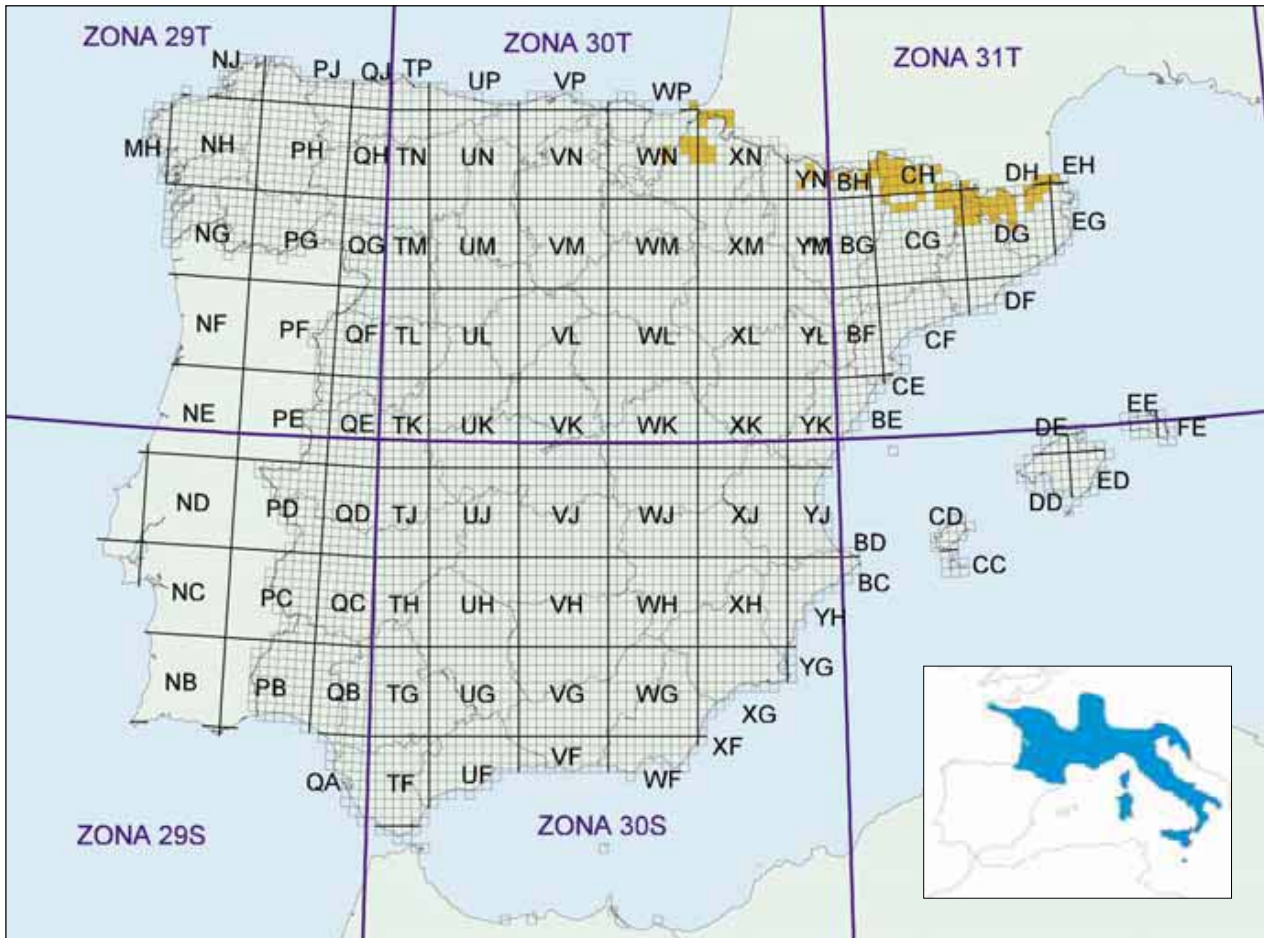 ZONA 29T
ZONA 30T
ZONA 31T
NJ
PJ
QJ
TP
UP
VP
WP
MH
NH
PH
QH
TN
UN
VN
WN
XN
YN
BH
CH
DH
EH
NG
PG
QG
TM
UM
VM
WM
XM
YM
BG
CG
DG
EG
NF
PF
QF
TL
UL
VL
WL
XL
YL
BF
CF
DF
NE
PE
QE
TK
UK
VK
WK
XK
YK
BE
CE
DE
EE
FE
ND
PD
QD
TJ
UJ
VJ
WJ
XJ
YJ
BD
CD
DD
ED
NC
PC
QC
TH
UH
VH
WH
XH
YH
BC
CC
NB
PB
QB
TG
UG
VG
WG
XG
YG
QA
TF
UF
VF
WF
XF
ZONA 29S
ZONA 30S